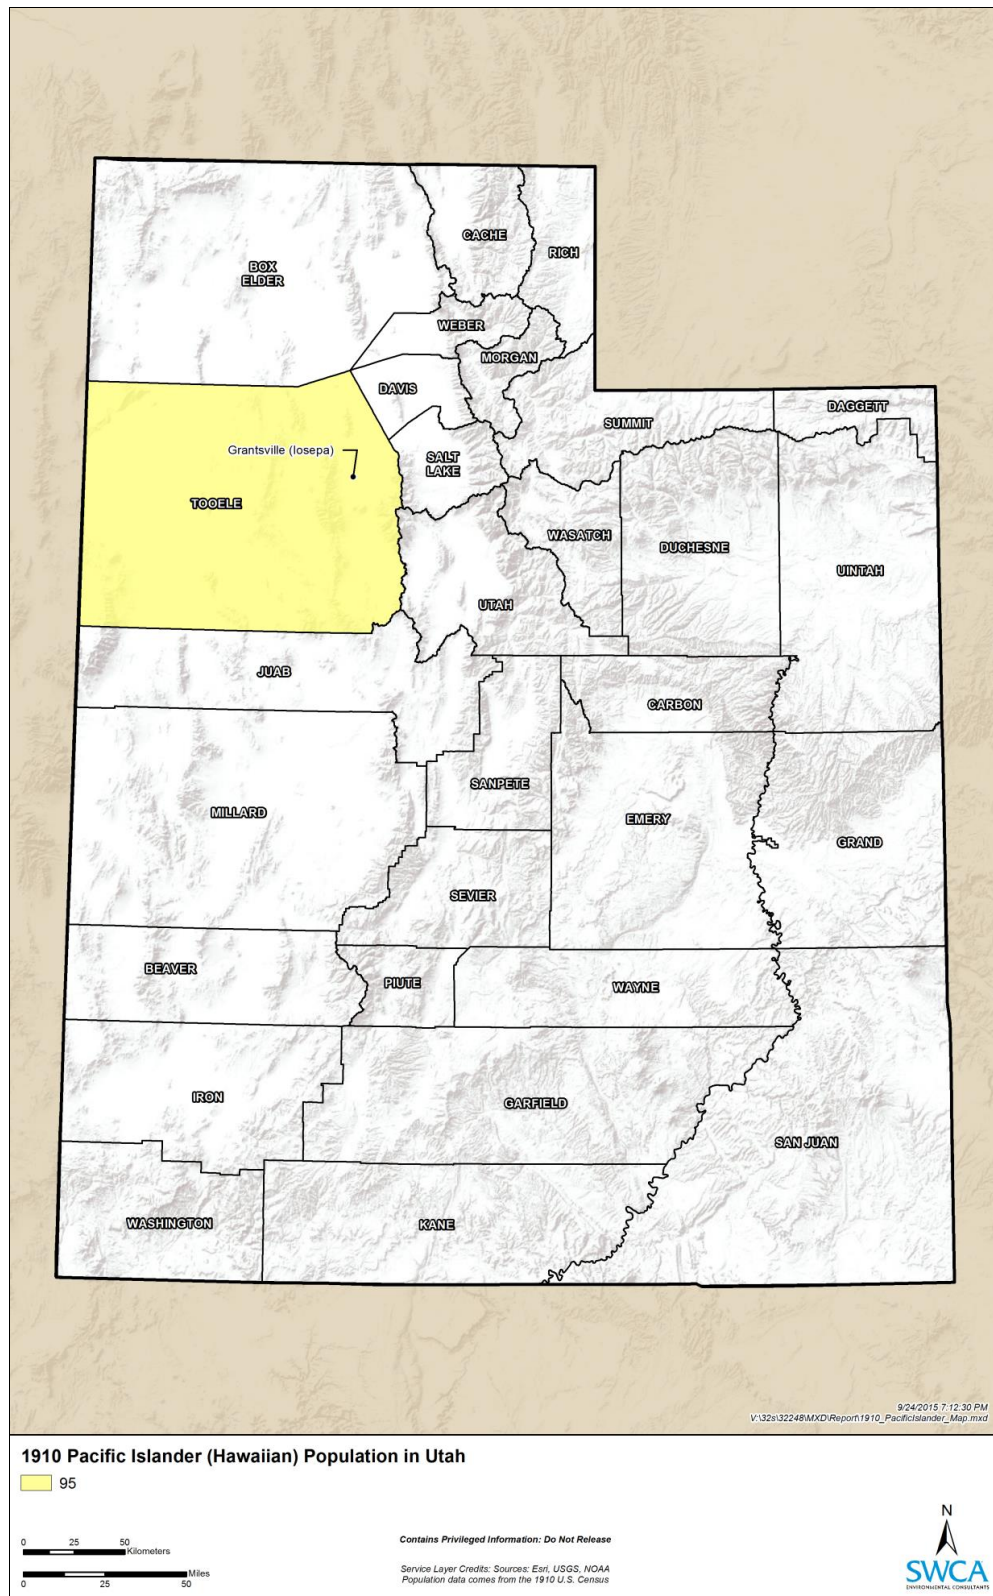 CACHE
RICH
BOX
ELDER
WEBER
MORGAN
DAVIS
DAGGETT
SUMMIT
Grantsville (Iosepa)
SALT
LAKE
TOOELE
WASATCH
DUCHESNE
UINTAH
UTAH
JUAB
CARBON
SANPETE
MILLARD
EMERY
GRAND
SEVIER
BEAVER
PIUTE
WAYNE
IRON
GARFIELD
SAN JUAN
WASHINGTON
KANE
9/24/2015 7:12:30 PM
V:\32s\32248\MXD\Report\1910_PacificIslander_Map.mxd
1910 Pacific Islander (Hawaiian) Population in Utah
95
0 25 50
Kilometers
Miles
0 25 50
Contains Privileged Information: Do Not Release
Service Layer Credits: Sources: Esri, USGS, NOAA
Population data comes from the 1910 U.S. Census
N
SWCA
ENVIRONMENTAL CONSULTANTS